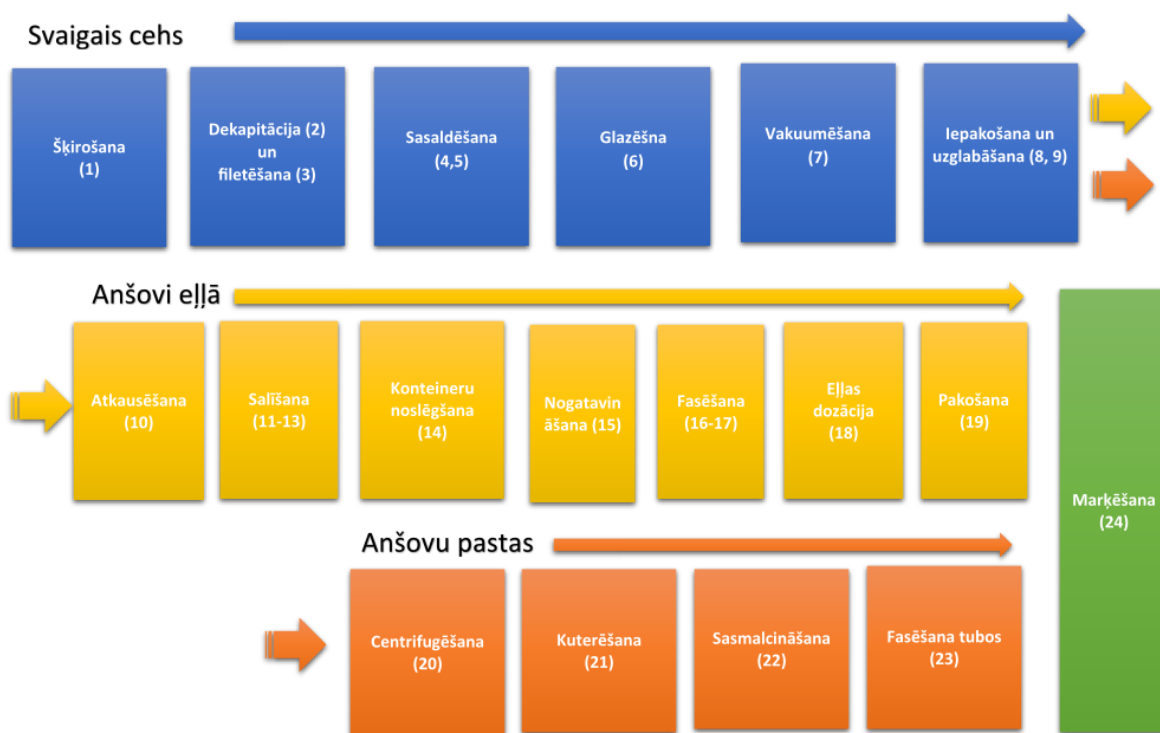 Svaigais cehs
Šķirošana
(1)
Dekapitācija (2)
un
filetēšana (3)
Sasaldēšana
(4,5)
Glazēšna
(6)
Vakuumēšana
(7)
Iepakošana un
uzglabāšana (8, 9)
Anšovi eļļā
Atkausēšana
(10)
Salīšana
(11-13)
Konteineru
noslēgšana
(14)
Nogatavin
āšana (15)
Fasēšana
(16-17)
Eļļas
dozācija
(18)
Pakošana
(19)
Marķēšana
(24)
Anšovu pastas
Centrifugēšana
(20)
Kuterēšana
(21)
Sasmalcināšana
(22)
Fasēšana tubos
(23)